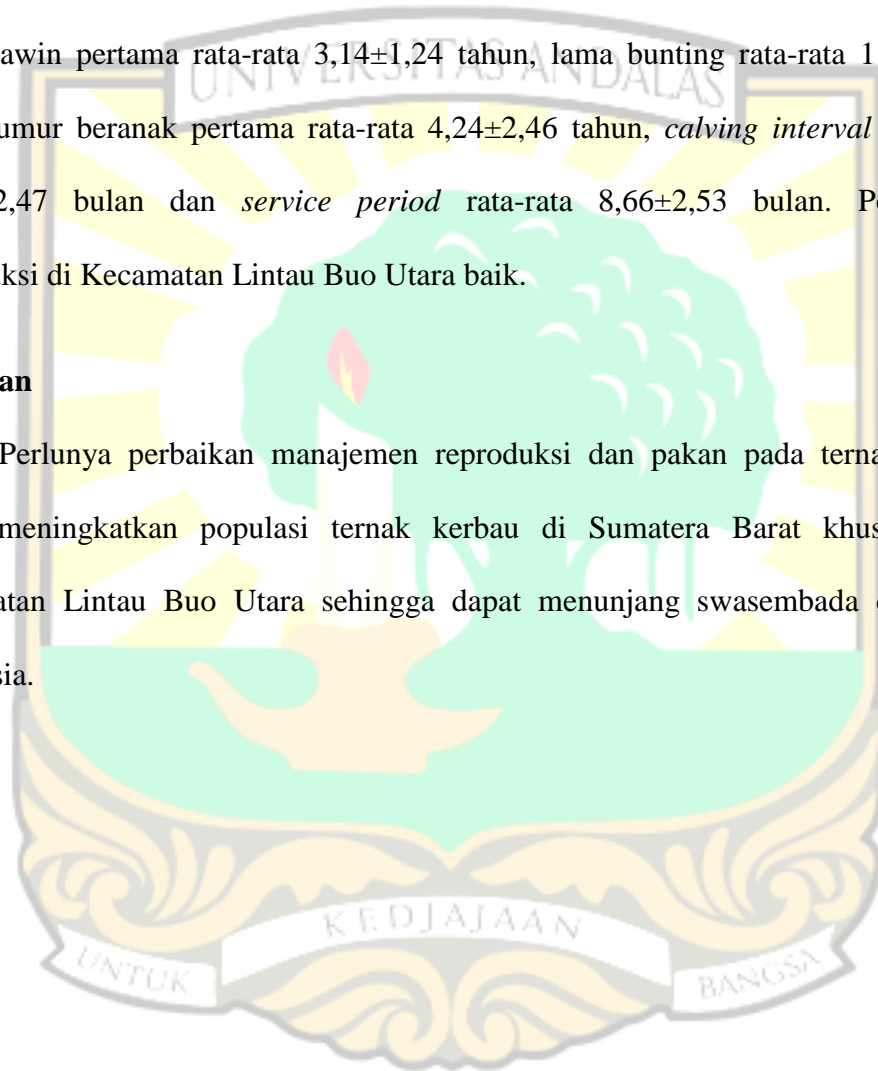 awin pertama rata-rata 3,14±1,24 tahun, lama bunting rata-rata 1
umur beranak pertama rata-rata 4,24±2,46 tahun, calving interval
2,47 bulan dan service period rata-rata 8,66±2,53 bulan. Pe
ksi di Kecamatan Lintau Buo Utara baik.
an
Perlunya perbaikan manajemen reproduksi dan pakan pada terna
meningkatkan populasi ternak kerbau di Sumatera Barat khus
atan Lintau Buo Utara sehingga dapat menunjang swasembada
sia.
UNIVERSITAS ANDALAS
KEDJAJAAN
UNTUK
BANGSA